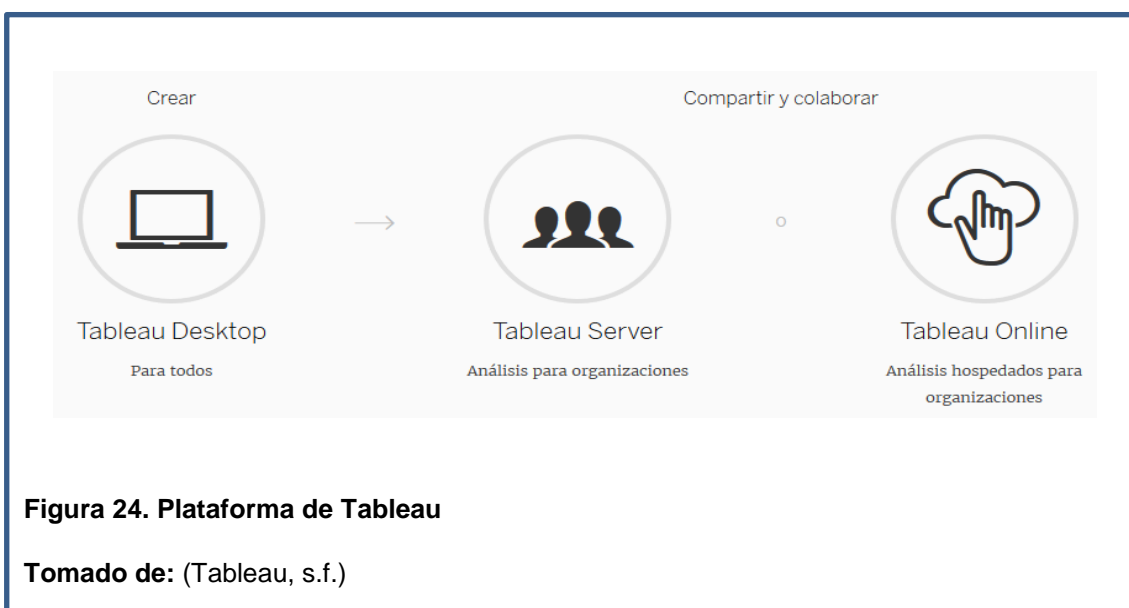 Crear
Compartir y colaborar
Tableau Desktop
Para todos
Tableau Server
Análisis para organizaciones
o
Tableau Online
Análisis hospedados para
organizaciones
Figura 24. Plataforma de Tableau
Tomado de: (Tableau, s.f.)